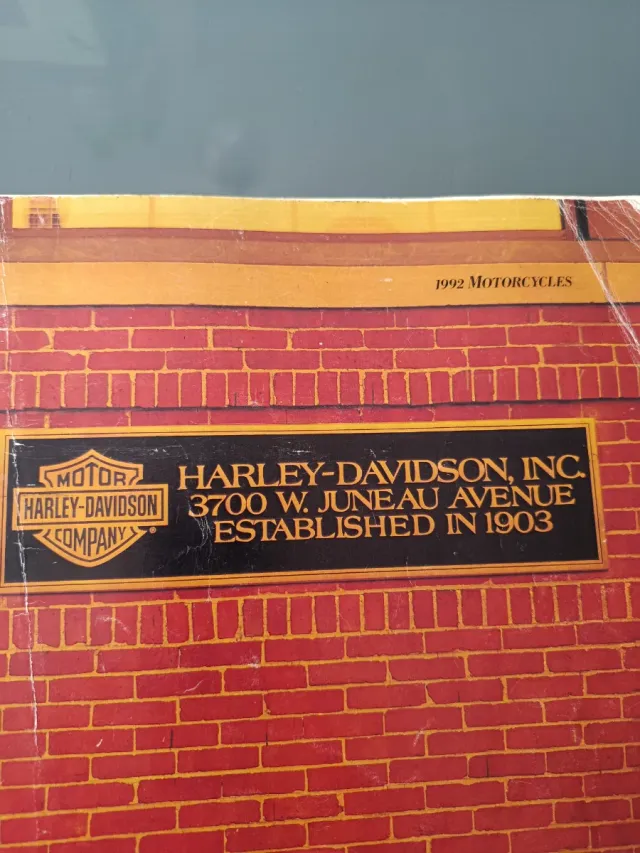 1992 MOTORCYCLES
MOTOR
HARLEY-DAVIDSON
COMPANY
®
HARLEY-DAVIDSON, INC.
3700 W. JUNEAU AVENUE
ESTABLISHED IN 1903